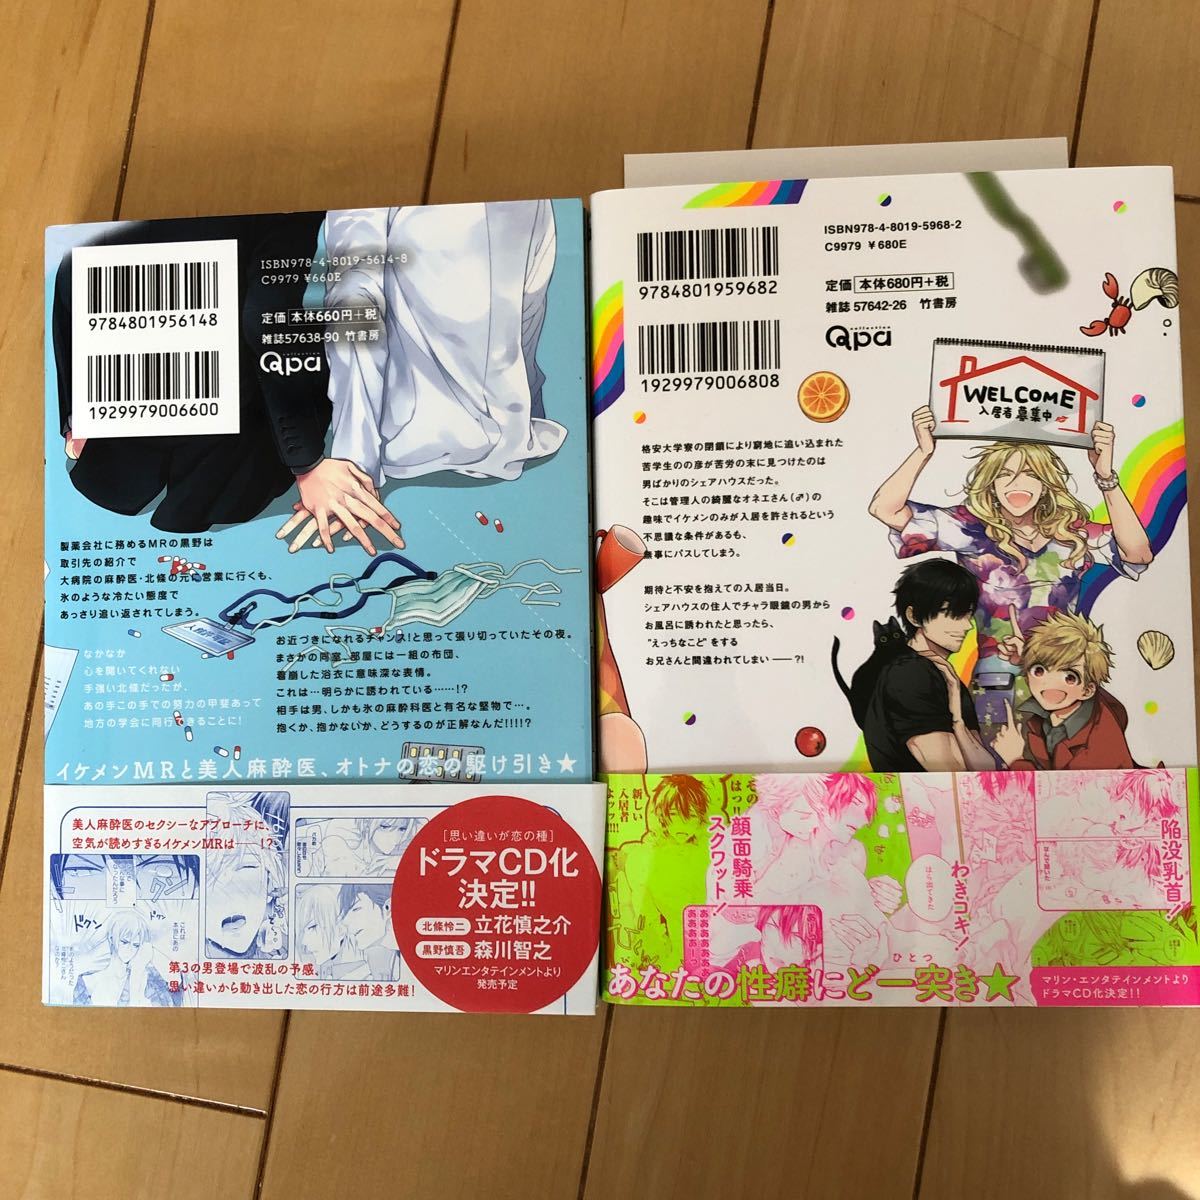 ISBN978-4-8019-5614-8
C9979 ¥660E
9784801956148
定価 本体660円+税
雑誌57638-90 竹書房
Qpa collection
1929979006600
製薬会社に務めるMRの黒野は
取引先の紹介で
大病院の麻酔医・北條の元に営業に行くも、
氷のような冷たい態度で
あっさり追い返されてしまう。
なかなか
心を開いてくれない
手強い北條だったが、
あの手この手での努力の甲斐あって
地方の学会に同行できることに!
お近づきになれるチャンス!と思って張り切っていたその夜。
まさかの同室、部屋には一組の布団、
着崩した浴衣に意味深な表情。
これは…明らかに誘われている……!?
相手は男、しかも氷の麻酔科医と有名な堅物で…。
抱くか、抱かないか、どうするのが正解なんだ!!!!?
イケメンMRと美人麻酔医、オトナの恋の駆け引き★
美人麻酔医のセクシーなアプローチに、
空気が読めすぎるイケメンMRは——!?
ドクン
ドクン
第3の男登場で波乱の予感、
思い違いから動き出した恋の行方は前途多難!
[思い違いが恋の種]
ドラマCD化
決定!!
北條怜二 立花慎之介
黒野慎吾 森川智之
マリンエンタテインメントより
発売予定
ISBN978-4-8019-5968-2
C9979 ¥680E
9784801959682
定価 本体680円+税
雑誌 57642-26 竹書房
Qpa collection
1929979006808
WELCOME
入居者募集中
格安大学寮の閉鎖により窮地に追い込まれた
苦学生のの彦が苦労の末に見つけたのは
男ばかりのシェアハウスだった。
そこは管理人の綺麗なオネエさん(♂)の
趣味でイケメンのみが入居を許されるという
不思議な条件があるも、
無事にパスしてしまう。
期待と不安を抱えての入居当日。
シェアハウスの住人でチャラ眼鏡の男から
お風呂に誘われたと思ったら、
"えっちなこど"をする
お兄さんと間違われてしまい——?!
新しい
入居者
よッ!!!!
その
はっ!!
顔面騎乗
スクワット!
わきコキ!
陥没乳首!!
ひとつ
あなたの性癖にど一突き★
マリン・エンタテインメントより
ドラマCD化決定!!